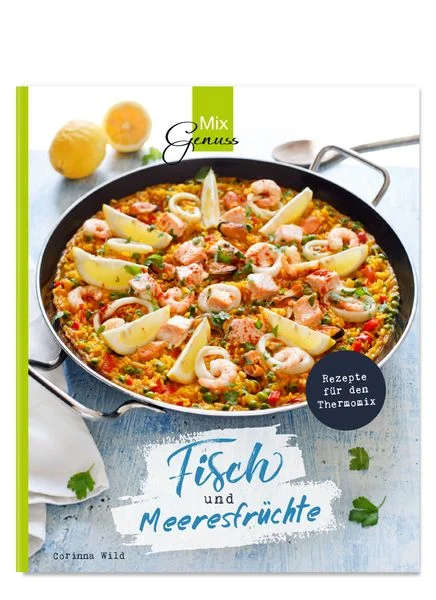 Mix
Genuss
Rezepte
für den
Thermomix
Fisch
und
Meeresfrüchte
Corinna Wild